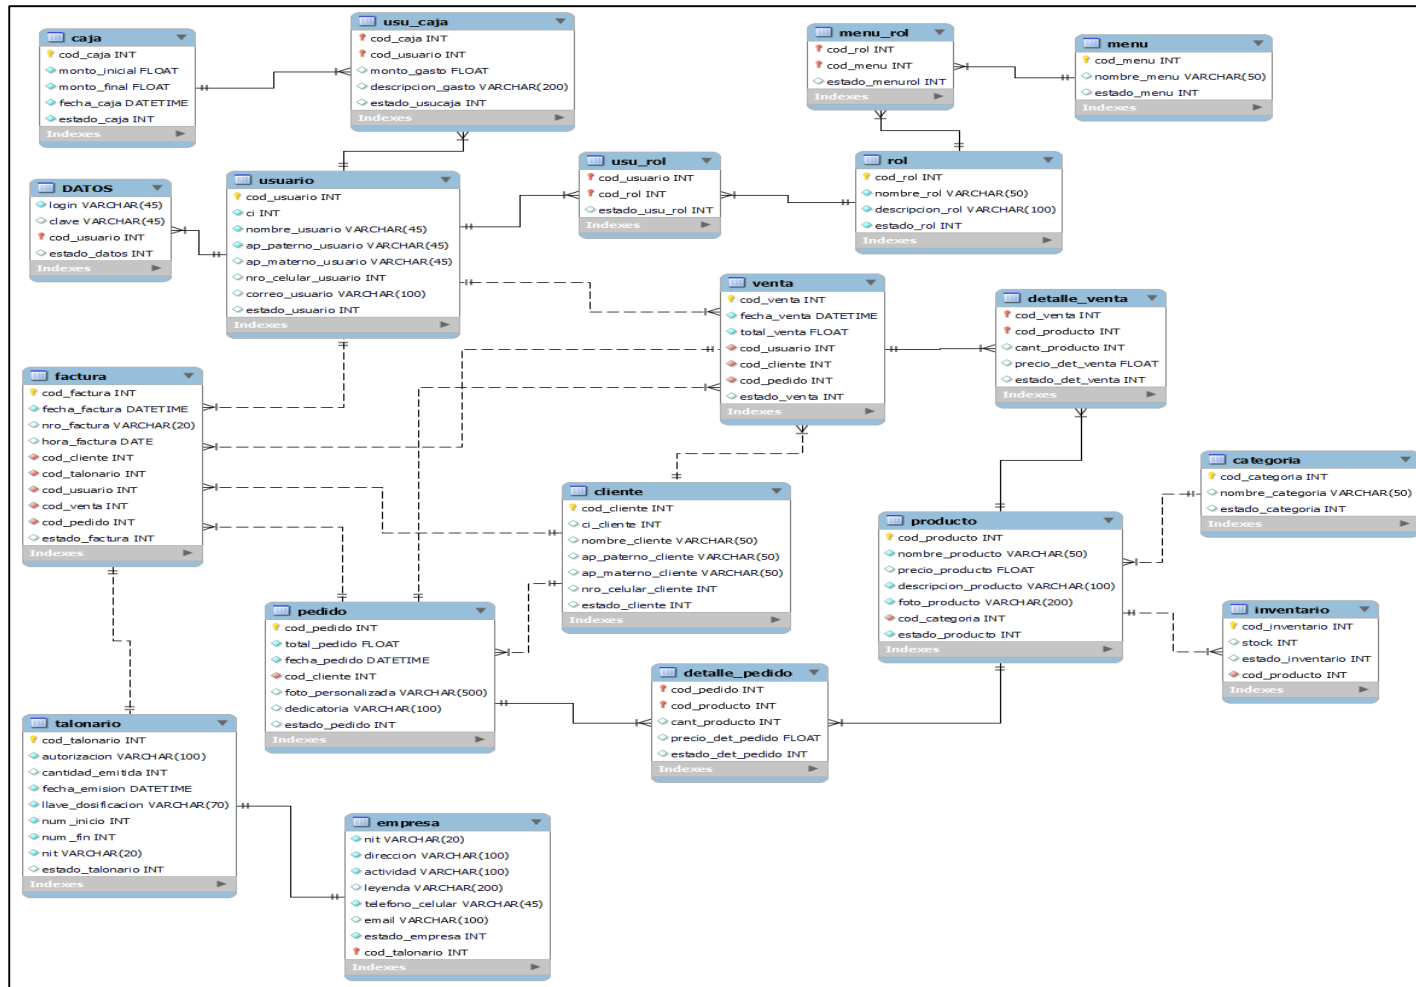 caja
cod_caja INT
monto_inicial FLOAT
monto_final FLOAT
fecha_caja DATETIME
estado_caja INT
Indexes
usu_caja
cod_caja INT
cod_usuario INT
monto_gasto FLOAT
descripcion_gasto VARCHAR(200)
estado_usucaja INT
Indexes
menu_rol
cod_rol INT
cod_menu INT
estado_menurol INT
Indexes
menu
cod_menu INT
nombre_menu VARCHAR(50)
estado_menu INT
Indexes
DATOS
login VARCHAR(45)
clave VARCHAR(45)
cod_usuario INT
estado_datos INT
Indexes
usuario
cod_usuario INT
ci INT
nombre_usuario VARCHAR(45)
ap_paterno_usuario VARCHAR(45)
ap_materno_usuario VARCHAR(45)
nro_celular_usuario INT
correo_usuario VARCHAR(100)
estado_usuario INT
Indexes
usu_rol
cod_usuario INT
cod_rol INT
estado_usu_rol INT
Indexes
rol
cod_rol INT
nombre_rol VARCHAR(50)
descripcion_rol VARCHAR(100)
estado_rol INT
Indexes
venta
cod_venta INT
fecha_venta DATETIME
total_venta FLOAT
cod_usuario INT
cod_cliente INT
cod_pedido INT
estado_venta INT
Indexes
detalle_venta
cod_venta INT
cod_producto INT
cant_producto INT
precio_det_venta FLOAT
estado_det_venta INT
Indexes
factura
cod_factura INT
fecha_factura DATETIME
nro_factura VARCHAR(20)
hora_factura DATE
cod_cliente INT
cod_talonario INT
cod_usuario INT
cod_venta INT
cod_pedido INT
estado_factura INT
Indexes
cliente
cod_cliente INT
ci_cliente INT
nombre_cliente VARCHAR(50)
ap_paterno_cliente VARCHAR(50)
ap_materno_cliente VARCHAR(50)
nro_celular_cliente INT
estado_cliente INT
Indexes
categoria
cod_categoria INT
nombre_categoria VARCHAR(50)
estado_categoria INT
Indexes
producto
cod_producto INT
nombre_producto VARCHAR(50)
precio_producto FLOAT
descripcion_producto VARCHAR(100)
foto_producto VARCHAR(200)
cod_categoria INT
estado_producto INT
Indexes
inventario
cod_inventario INT
stock INT
estado_inventario INT
cod_producto INT
Indexes
pedido
cod_pedido INT
total_pedido FLOAT
fecha_pedido DATETIME
cod_cliente INT
foto_personalizada VARCHAR(500)
dedicatoria VARCHAR(100)
estado_pedido INT
Indexes
detalle_pedido
cod_pedido INT
cod_producto INT
cant_producto INT
precio_det_pedido FLOAT
estado_det_pedido INT
Indexes
talonario
cod_talonario INT
autorizacion VARCHAR(100)
cantidad_emitida INT
fecha_emision DATETIME
llave_dosificacion VARCHAR(70)
num_inicio INT
num_fin INT
nit VARCHAR(20)
estado_talonario INT
Indexes
empresa
nit VARCHAR(20)
direccion VARCHAR(100)
actividad VARCHAR(100)
leyenda VARCHAR(200)
telefono_celular VARCHAR(45)
email VARCHAR(100)
estado_empresa INT
cod_talonario INT
Indexes